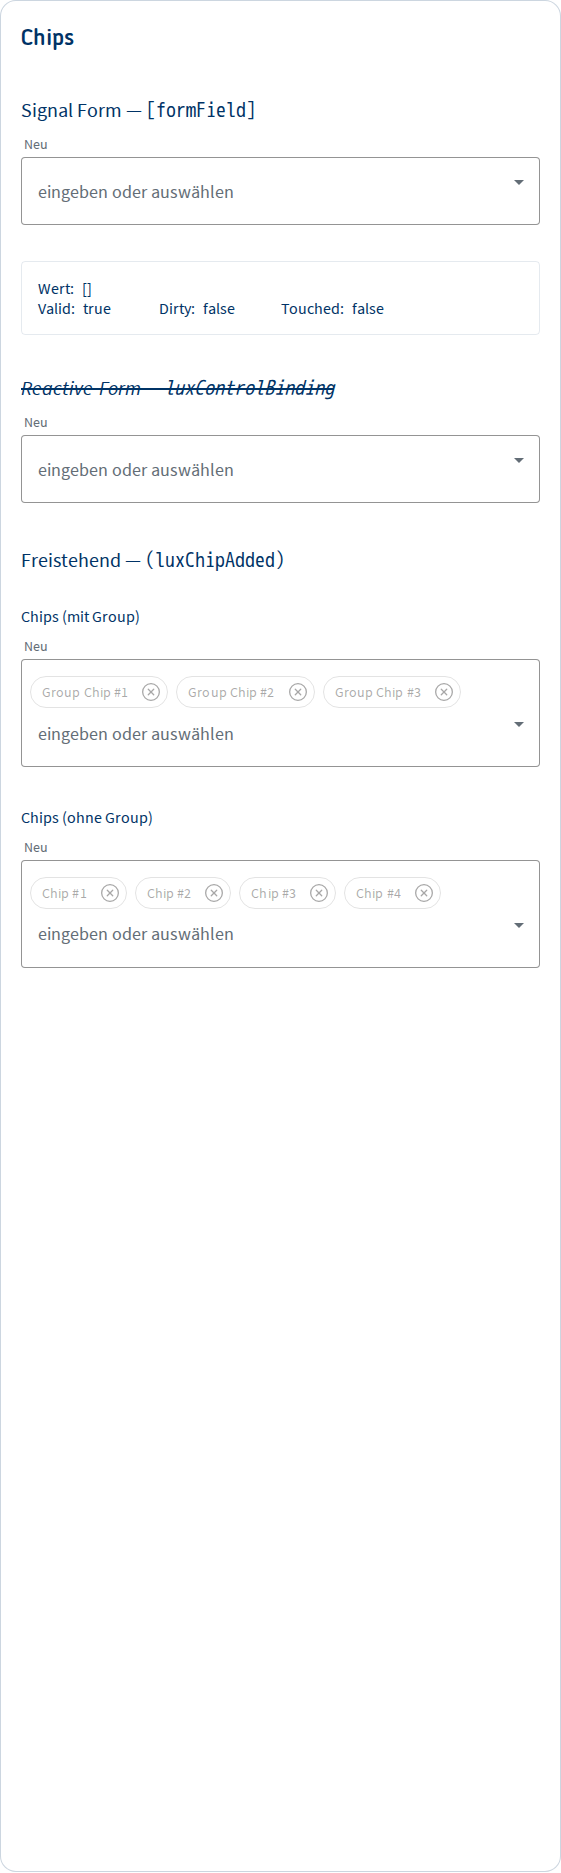 Chips
Signal Form — [formField]
Neu
eingeben oder auswählen
Wert: []
Valid: true Dirty: false Touched: false
Reactive Form — luxControlBinding
Neu
eingeben oder auswählen
Freistehend — (luxChipAdded)
Chips (mit Group)
Neu
Group Chip #1 Group Chip #2 Group Chip #3
eingeben oder auswählen
Chips (ohne Group)
Neu
Chip #1 Chip #2 Chip #3 Chip #4
eingeben oder auswählen